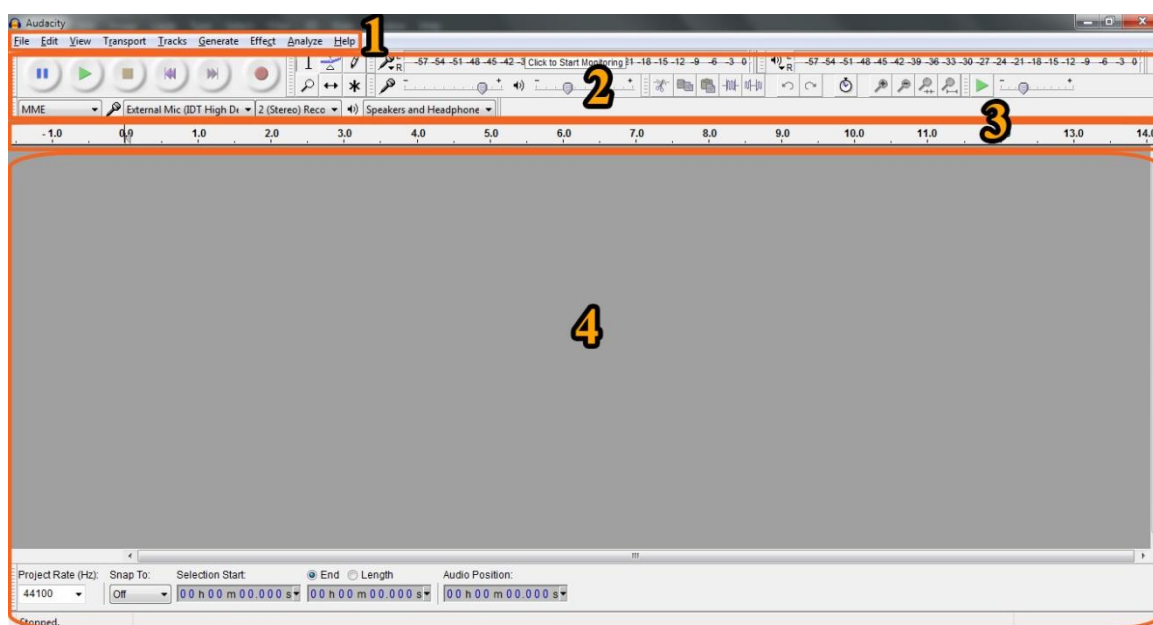 Audacity
File Edit View Transport Tracks Generate Effect Analyze Help
1
R -57 -54 -51 -48 -45 -42 -3 Click to Start Monitoring 21 -18 -15 -12 -9 -6 -3 0 R -57 -54 -51 -48 -45 -42 -39 -36 -33 -30 -27 -24 -21 -18 -15 -12 -9 -6 -3 0
2
MME External Mic (IDT High De 2 (Stereo) Reco Speakers and Headphone
3
-1.0 0.0 1.0 2.0 3.0 4.0 5.0 6.0 7.0 8.0 9.0 10.0 11.0 13.0 14.0
4
Project Rate (Hz): Snap To: Selection Start: End Length Audio Position:
44100 Off 00 h 00 m 00.000 s 00 h 00 m 00.000 s 00 h 00 m 00.000 s
Stopped.